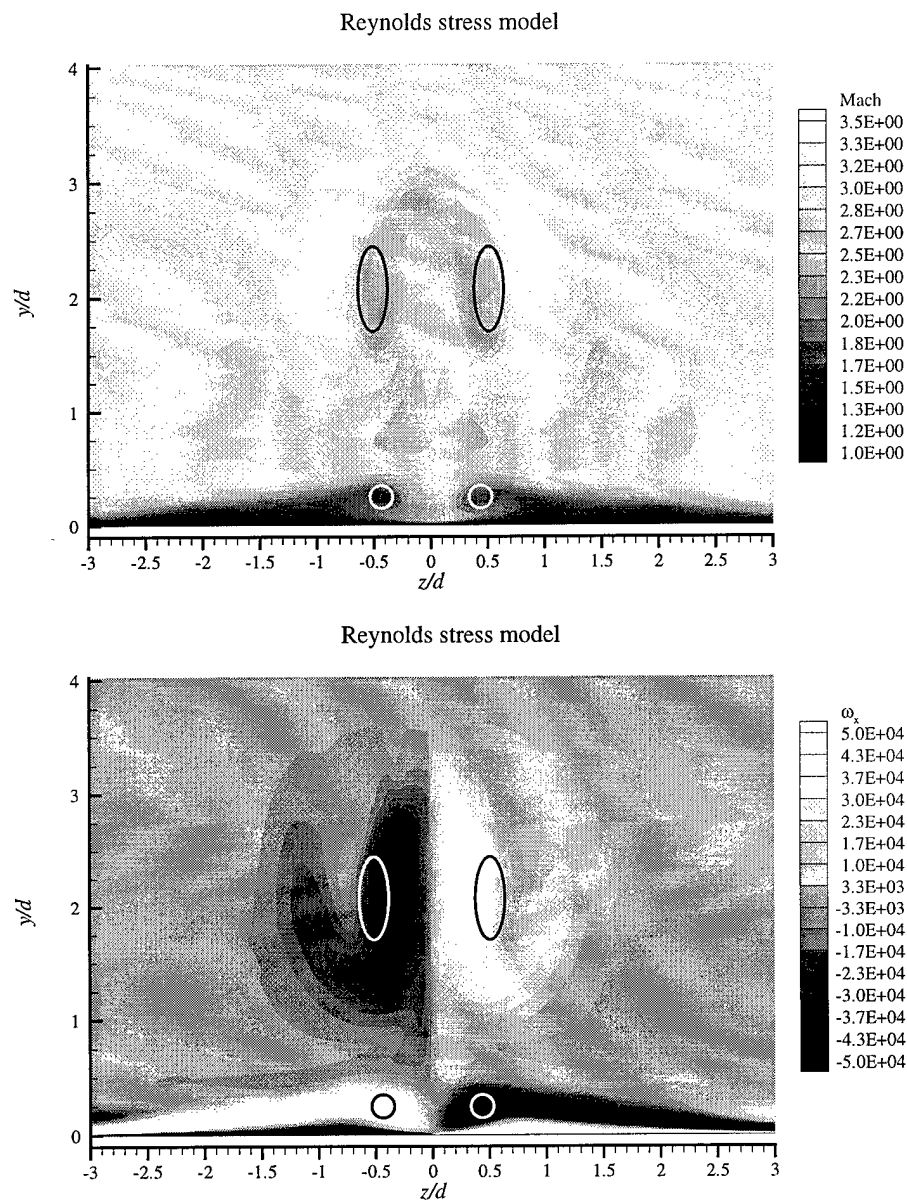 Reynolds stress model
4
3
2
1
0
y/d
-3
-2.5
-2
-1.5
-1
-0.5
0
0.5
1
1.5
2
2.5
3
z/d
Mach
3.5E+00
3.3E+00
3.2E+00
3.0E+00
2.8E+00
2.7E+00
2.5E+00
2.3E+00
2.2E+00
2.0E+00
1.8E+00
1.7E+00
1.5E+00
1.3E+00
1.2E+00
1.0E+00
Reynolds stress model
4
3
2
1
0
y/d
-3
-2.5
-2
-1.5
-1
-0.5
0
0.5
1
1.5
2
2.5
3
z/d
ωx
5.0E+04
4.3E+04
3.7E+04
3.0E+04
2.3E+04
1.7E+04
1.0E+04
3.3E+03
-3.3E+03
-1.0E+04
-1.7E+04
-2.3E+04
-3.0E+04
-3.7E+04
-4.3E+04
-5.0E+04